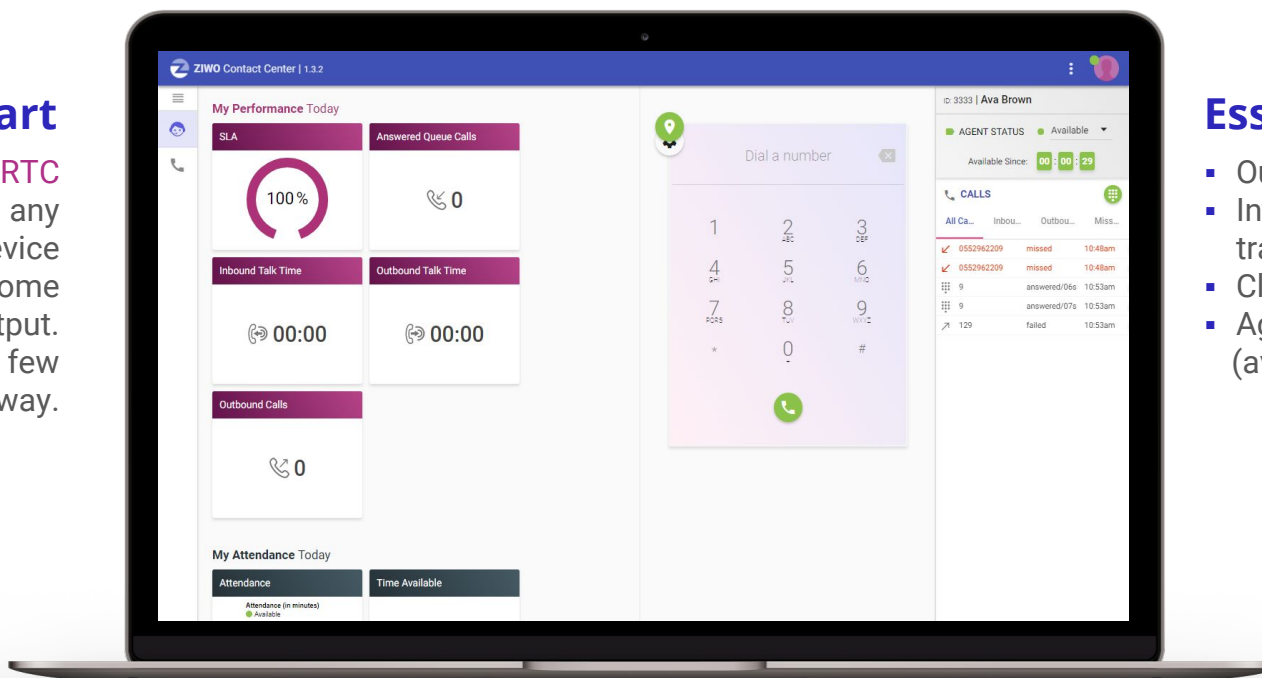 art
RTC
any
evice
ome
tput.
few
way.
ZIWO Contact Center | 1.3.2
My Performance Today
SLA
100 %
Answered Queue Calls
0
Inbound Talk Time
00:00
Outbound Talk Time
00:00
Outbound Calls
0
My Attendance Today
Attendance
Attendance (in minutes)
Available
Time Available
Dial a number
1 2 3
ABC DEF
4 5 6
GHI JKL MNO
7 8 9
PQRS TUV WXYZ
* 0 #
ID: 3333 | Ava Brown
AGENT STATUS Available
Available Since: 00 : 00 : 29
CALLS
All Ca... Inbou... Outbou... Miss...
0552962209 missed 10:48am
0552962209 missed 10:48am
9 answered/06s 10:53am
9 answered/07s 10:53am
129 failed 10:53am
Ess
Ou
In
tra
Cl
Ag
(av